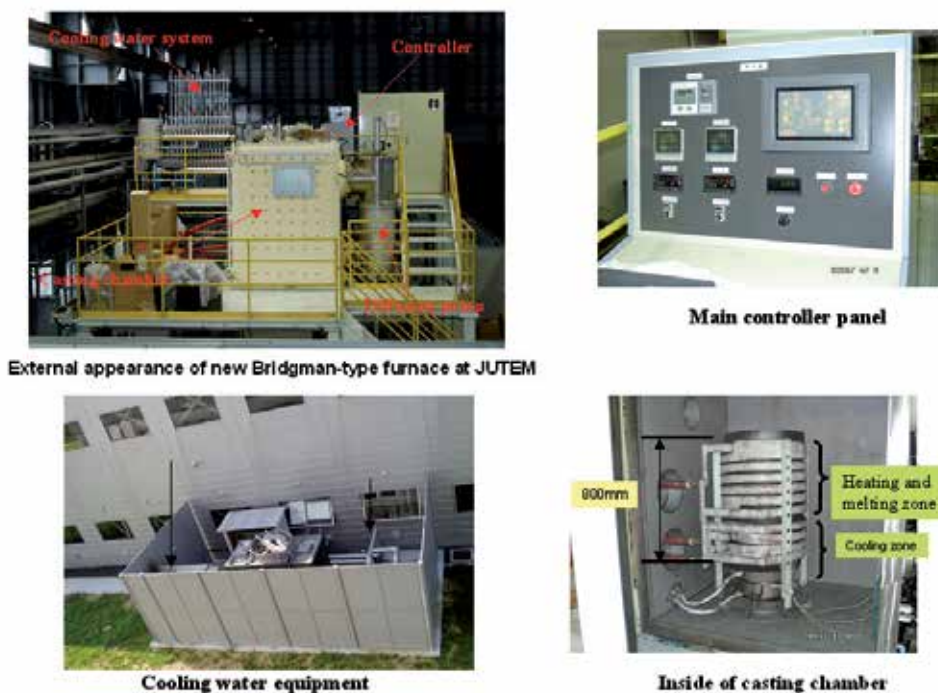 Cooling water system
Controller
Casting chamber
Diffusion pump
External appearance of new Bridgman-type furnace at JUTEM
Main controller panel
Cooling water equipment
800mm
Heating and
melting zone
Cooling zone
Inside of casting chamber